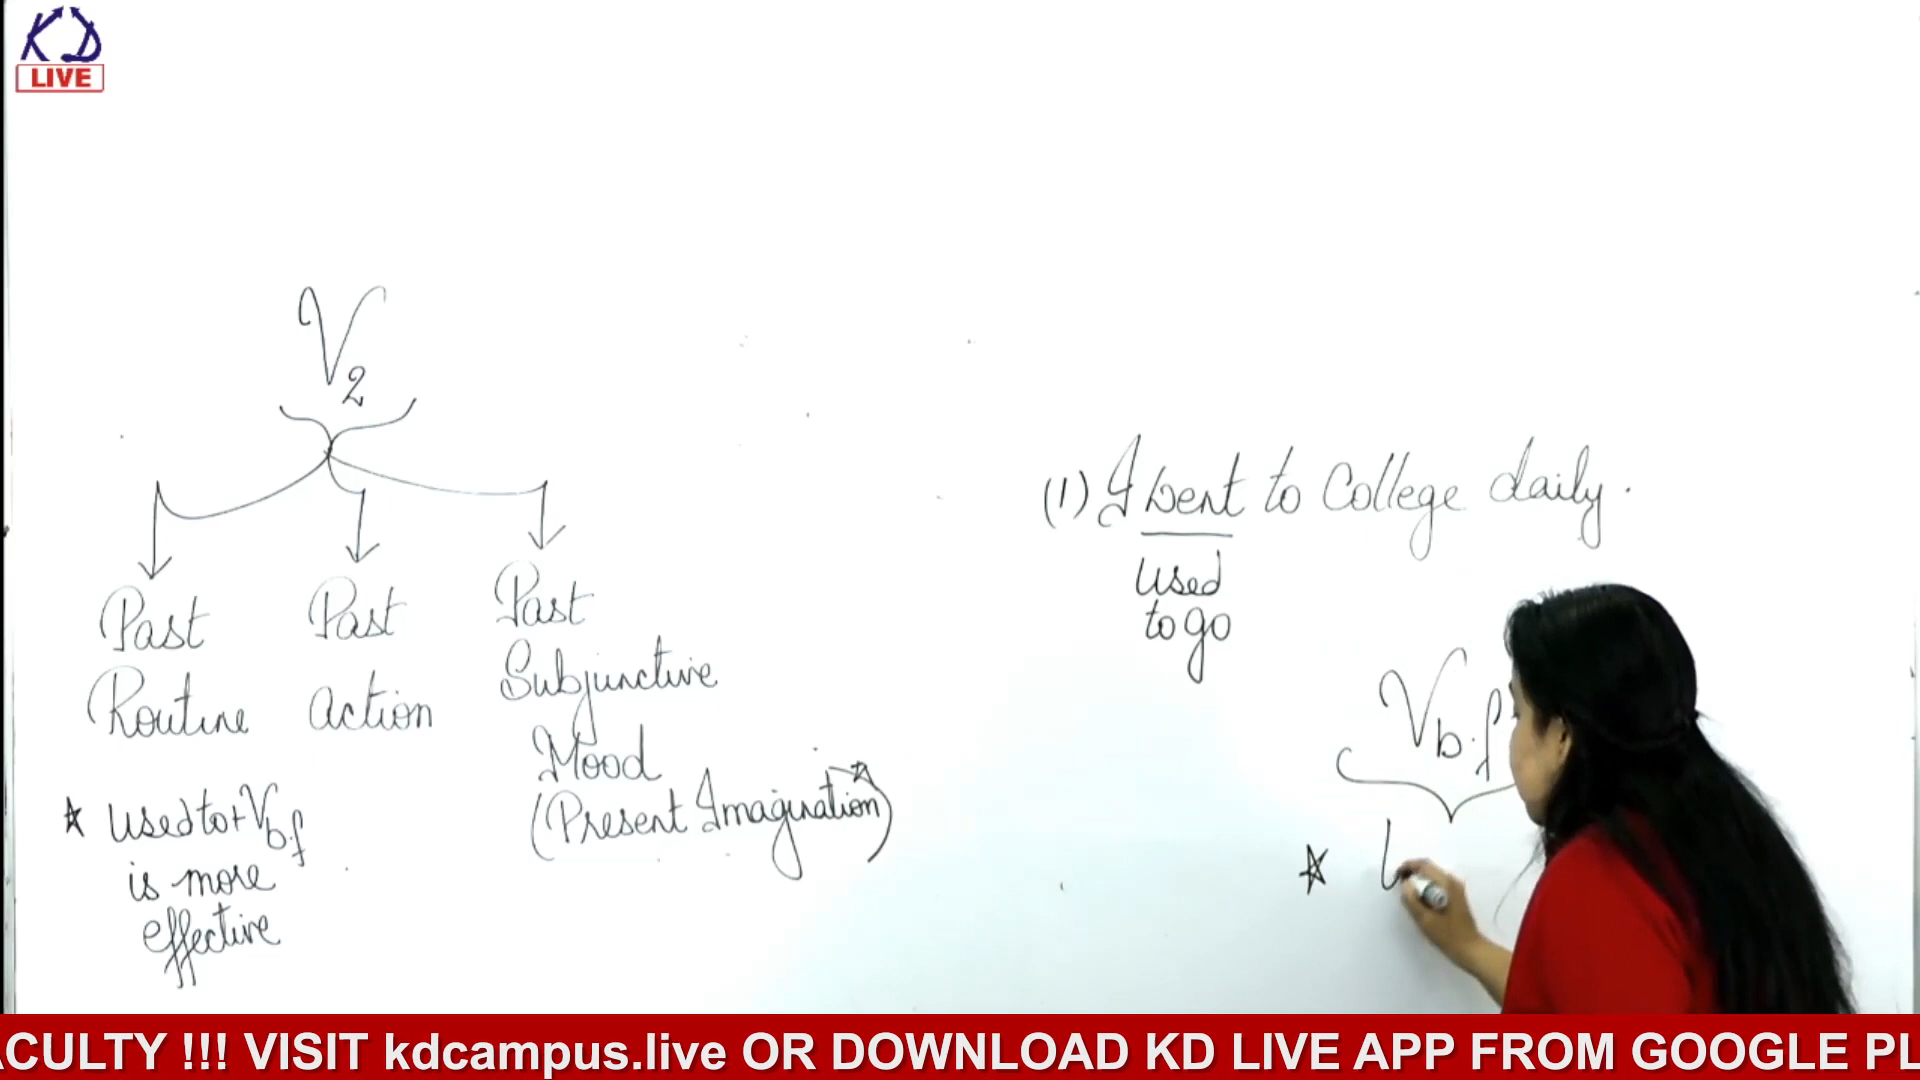 KD
LIVE
V2
Past Routine
Past Action
Past Subjunctive Mood
(Present Imagination)
★ used to + Vb.f
is more
effective
(1) I went to College daily.
used
to go
Vb.f
★
ACULTY !!! VISIT kdcampus.live OR DOWNLOAD KD LIVE APP FROM GOOGLE PL